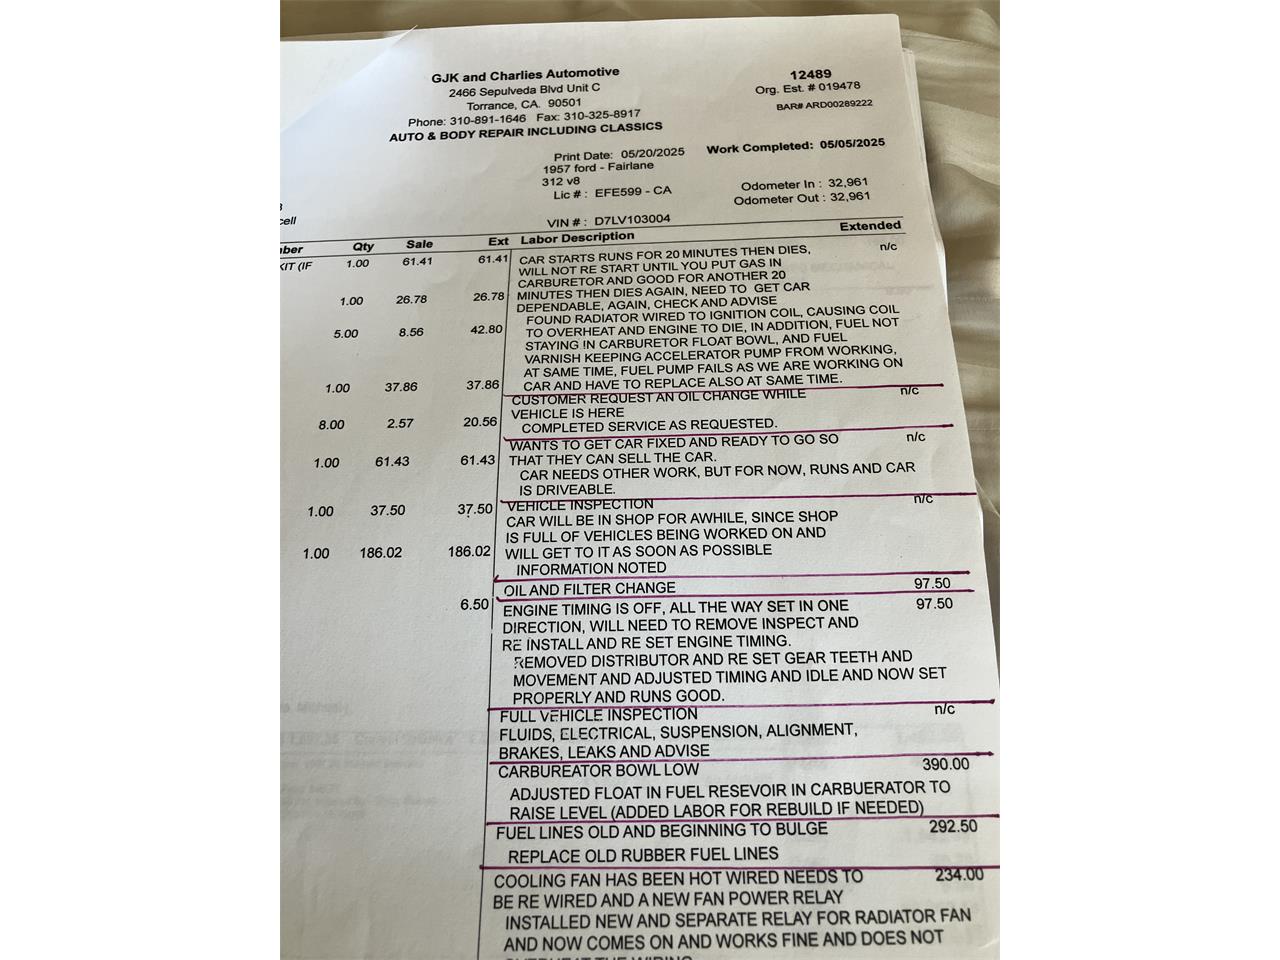 GJK and Charlies Automotive
2466 Sepulveda Blvd Unit C
Torrance, CA. 90501
Phone: 310-891-1646 Fax: 310-325-8917
AUTO & BODY REPAIR INCLUDING CLASSICS
12489
Org. Est. # 019478
BAR# ARD00289222
Print Date: 05/20/2025
Work Completed: 05/05/2025
1957 ford - Fairlane
312 v8
Lic # : EFE599 - CA
Odometer In : 32,961
Odometer Out : 32,961
cell
VIN # : D7LV103004
nber Qty Sale Ext Labor Description Extended
KIT (IF 1.00 61.41 61.41
1.00 26.78 26.78
5.00 8.56 42.80
1.00 37.86 37.86
8.00 2.57 20.56
1.00 61.43 61.43
1.00 37.50 37.50
1.00 186.02 186.02
6.50
CAR STARTS RUNS FOR 20 MINUTES THEN DIES, n/c
WILL NOT RE START UNTIL YOU PUT GAS IN
CARBURETOR AND GOOD FOR ANOTHER 20
MINUTES THEN DIES AGAIN, NEED TO GET CAR
DEPENDABLE, AGAIN, CHECK AND ADVISE
FOUND RADIATOR WIRED TO IGNITION COIL, CAUSING COIL
TO OVERHEAT AND ENGINE TO DIE, IN ADDITION, FUEL NOT
STAYING IN CARBURETOR FLOAT BOWL, AND FUEL
VARNISH KEEPING ACCELERATOR PUMP FROM WORKING,
AT SAME TIME, FUEL PUMP FAILS AS WE ARE WORKING ON
CAR AND HAVE TO REPLACE ALSO AT SAME TIME.
CUSTOMER REQUEST AN OIL CHANGE WHILE n/c
VEHICLE IS HERE
COMPLETED SERVICE AS REQUESTED.
WANTS TO GET CAR FIXED AND READY TO GO SO n/c
THAT THEY CAN SELL THE CAR.
CAR NEEDS OTHER WORK, BUT FOR NOW, RUNS AND CAR
IS DRIVEABLE.
VEHICLE INSPECTION n/c
CAR WILL BE IN SHOP FOR AWHILE, SINCE SHOP
IS FULL OF VEHICLES BEING WORKED ON AND
WILL GET TO IT AS SOON AS POSSIBLE
INFORMATION NOTED
OIL AND FILTER CHANGE 97.50
ENGINE TIMING IS OFF, ALL THE WAY SET IN ONE 97.50
DIRECTION, WILL NEED TO REMOVE INSPECT AND
RE INSTALL AND RE SET ENGINE TIMING.
REMOVED DISTRIBUTOR AND RE SET GEAR TEETH AND
MOVEMENT AND ADJUSTED TIMING AND IDLE AND NOW SET
PROPERLY AND RUNS GOOD.
FULL VEHICLE INSPECTION n/c
FLUIDS, ELECTRICAL, SUSPENSION, ALIGNMENT,
BRAKES, LEAKS AND ADVISE
CARBUREATOR BOWL LOW 390.00
ADJUSTED FLOAT IN FUEL RESEVOIR IN CARBUERATOR TO
RAISE LEVEL (ADDED LABOR FOR REBUILD IF NEEDED)
FUEL LINES OLD AND BEGINNING TO BULGE 292.50
REPLACE OLD RUBBER FUEL LINES
COOLING FAN HAS BEEN HOT WIRED NEEDS TO 234.00
BE RE WIRED AND A NEW FAN POWER RELAY
INSTALLED NEW AND SEPARATE RELAY FOR RADIATOR FAN
AND NOW COMES ON AND WORKS FINE AND DOES NOT